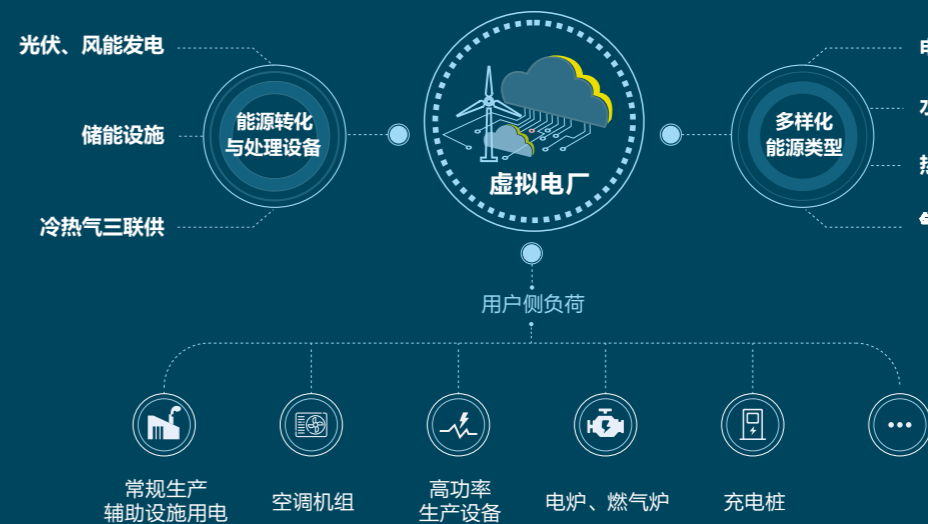 光伏、风能发电
储能设施
冷热气三联供
能源转化
与处理设备
虚拟电厂
多样化
能源类型
用户侧负荷
常规生产
辅助设施用电
空调机组
高功率
生产设备
电炉、燃气炉
充电桩